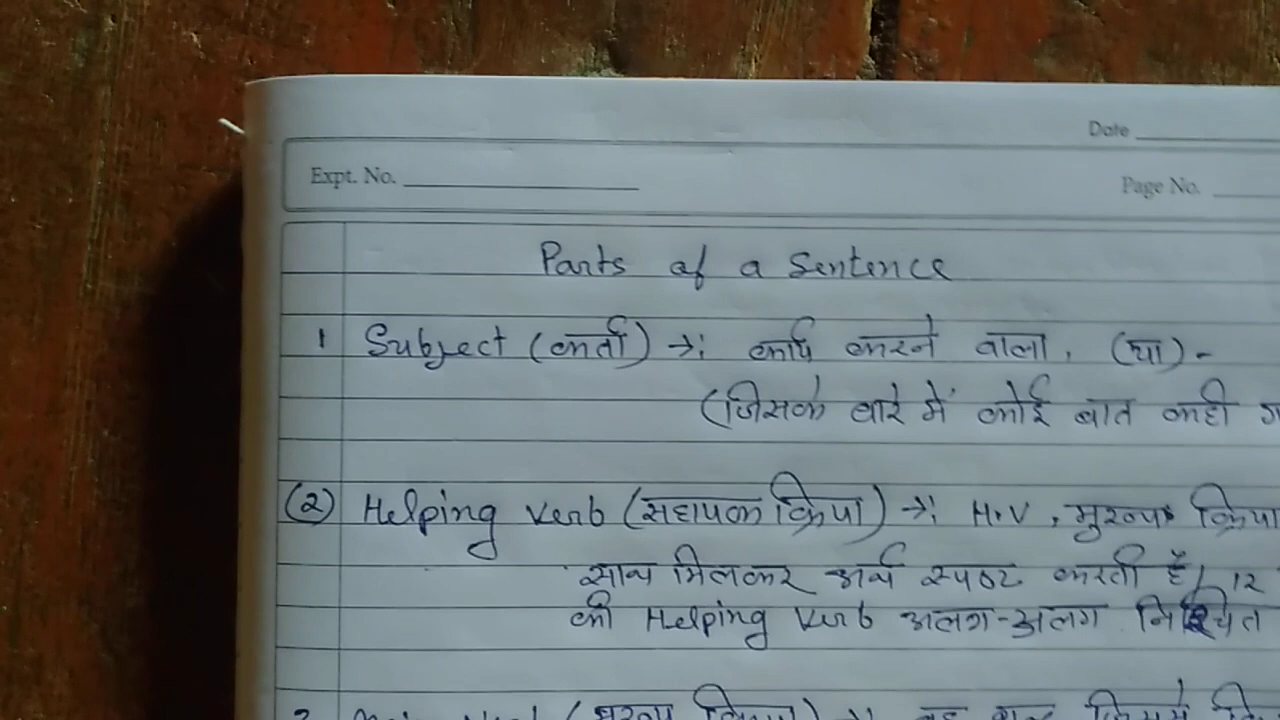 Date
Expt. No.
Page No.
Parts of a Sentence
1 Subject (कर्ता) →: कार्य करने वाला, (या) -
(जिसके बारे में कोई बात कही
(2) Helping Verb (सहायक क्रिया) →: H.V, मुख्य क्रिया
साथ मिलकर अर्थ स्पष्ट करती हैं, 12
की Helping Verb अलग-अलग निश्चित